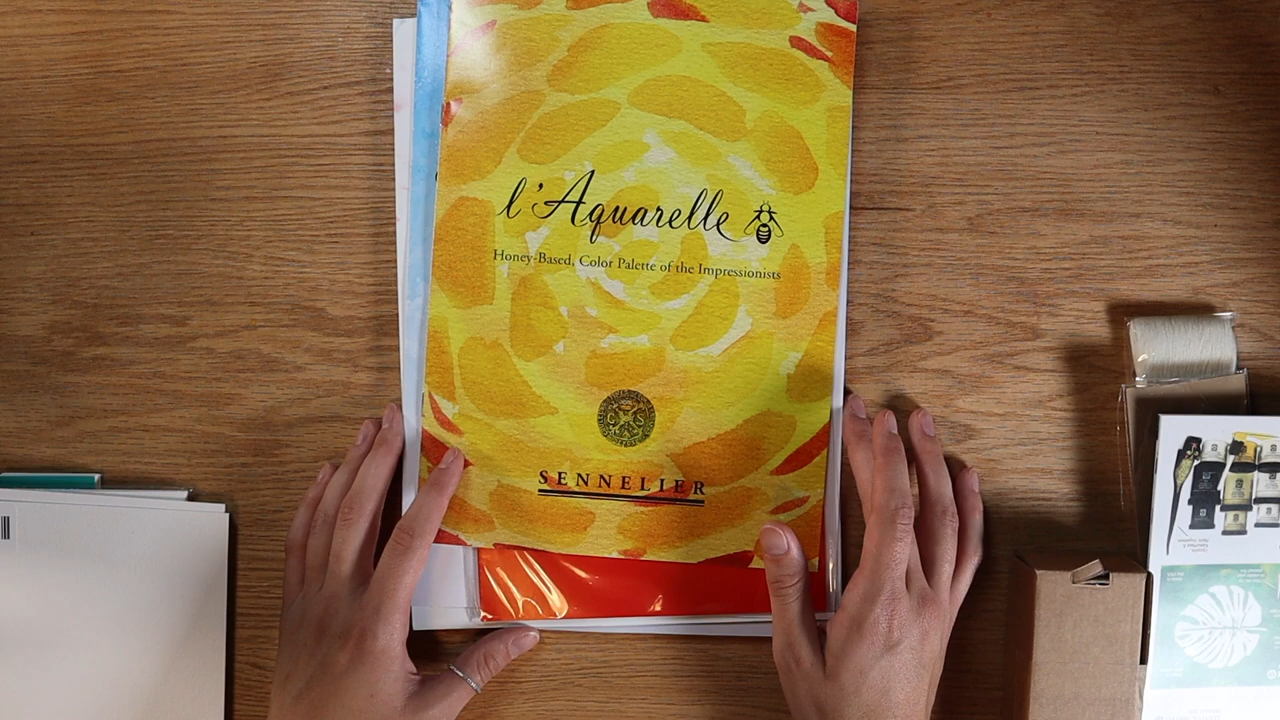 l'Aquarelle
Honey-Based, Color Palette of the Impressionists
SENNELIER